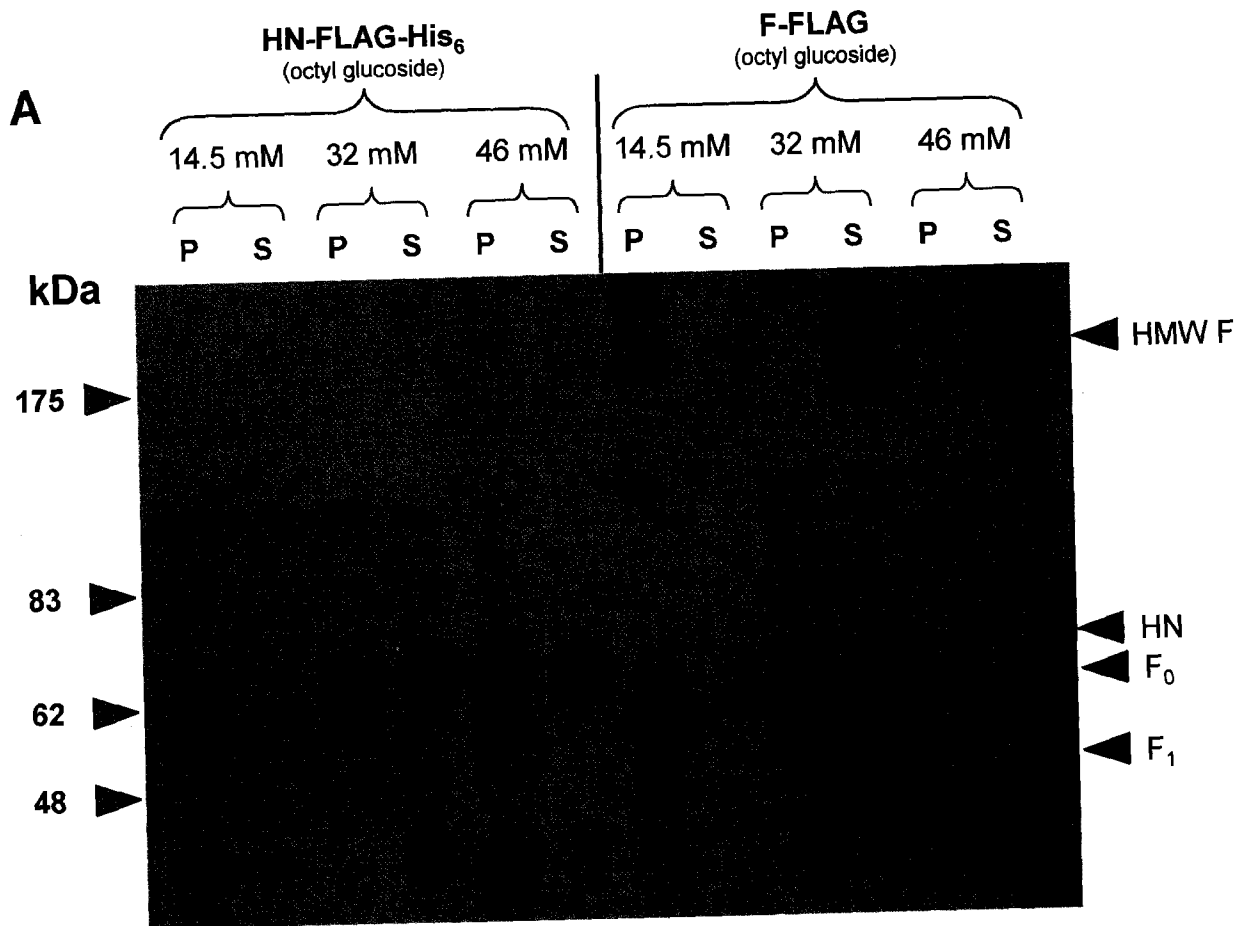 A
HN-FLAG-His₆
(octyl glucoside)
F-FLAG
(octyl glucoside)
14.5 mM 32 mM 46 mM 14.5 mM 32 mM 46 mM
P S P S P S P S P S P S
kDa
HMW F
175
83
HN
F₀
62
F₁
48